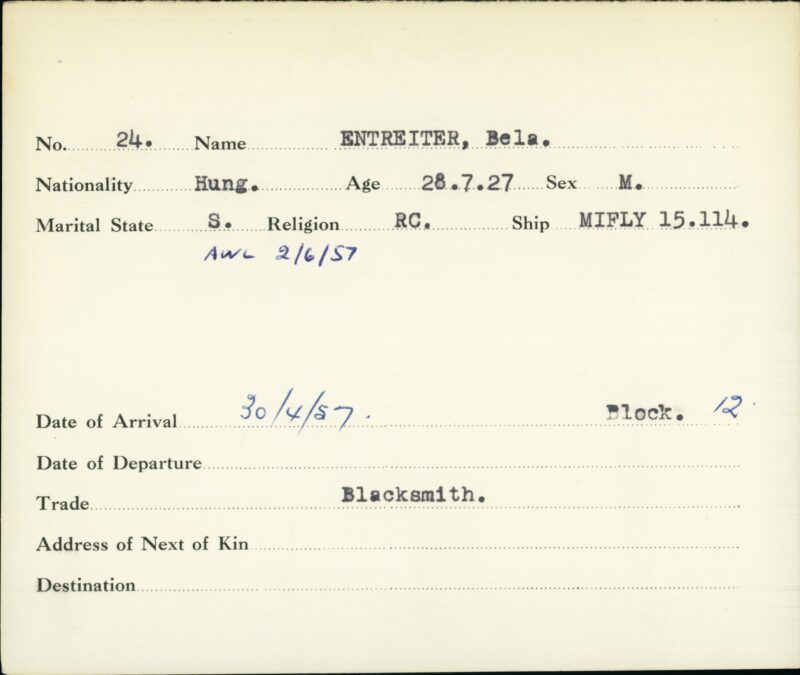 No. 24. Name ENTREITER, Bela.
Nationality Hung. Age 28.7.27 Sex M.
Marital State S. Religion RC. Ship MIFLY 15.114.
AWL 2/6/57
Date of Arrival 30/4/57. Block. 12
Date of Departure
Trade Blacksmith.
Address of Next of Kin
Destination